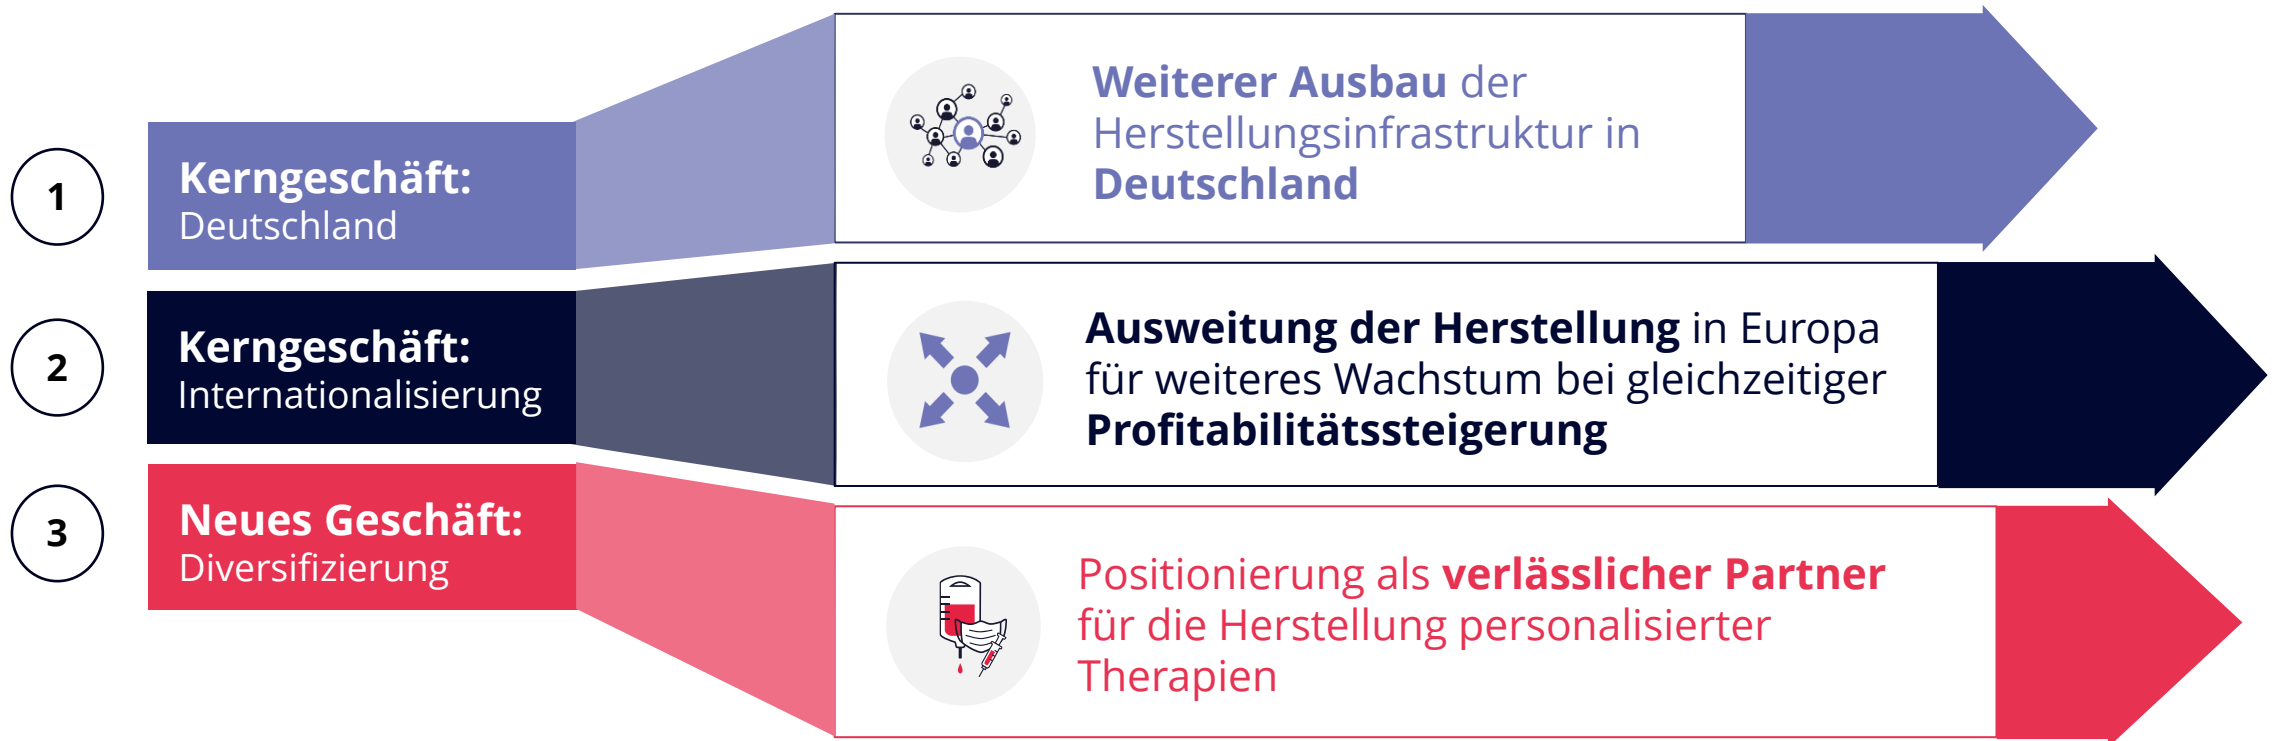 1
Kerngeschäft:
Deutschland
Weiterer Ausbau der
Herstellungsinfrastruktur in
Deutschland
2
Kerngeschäft:
Internationalisierung
Ausweitung der Herstellung in Europa
für weiteres Wachstum bei gleichzeitiger
Profitabilitätssteigerung
3
Neues Geschäft:
Diversifizierung
Positionierung als verlässlicher Partner
für die Herstellung personalisierter
Therapien